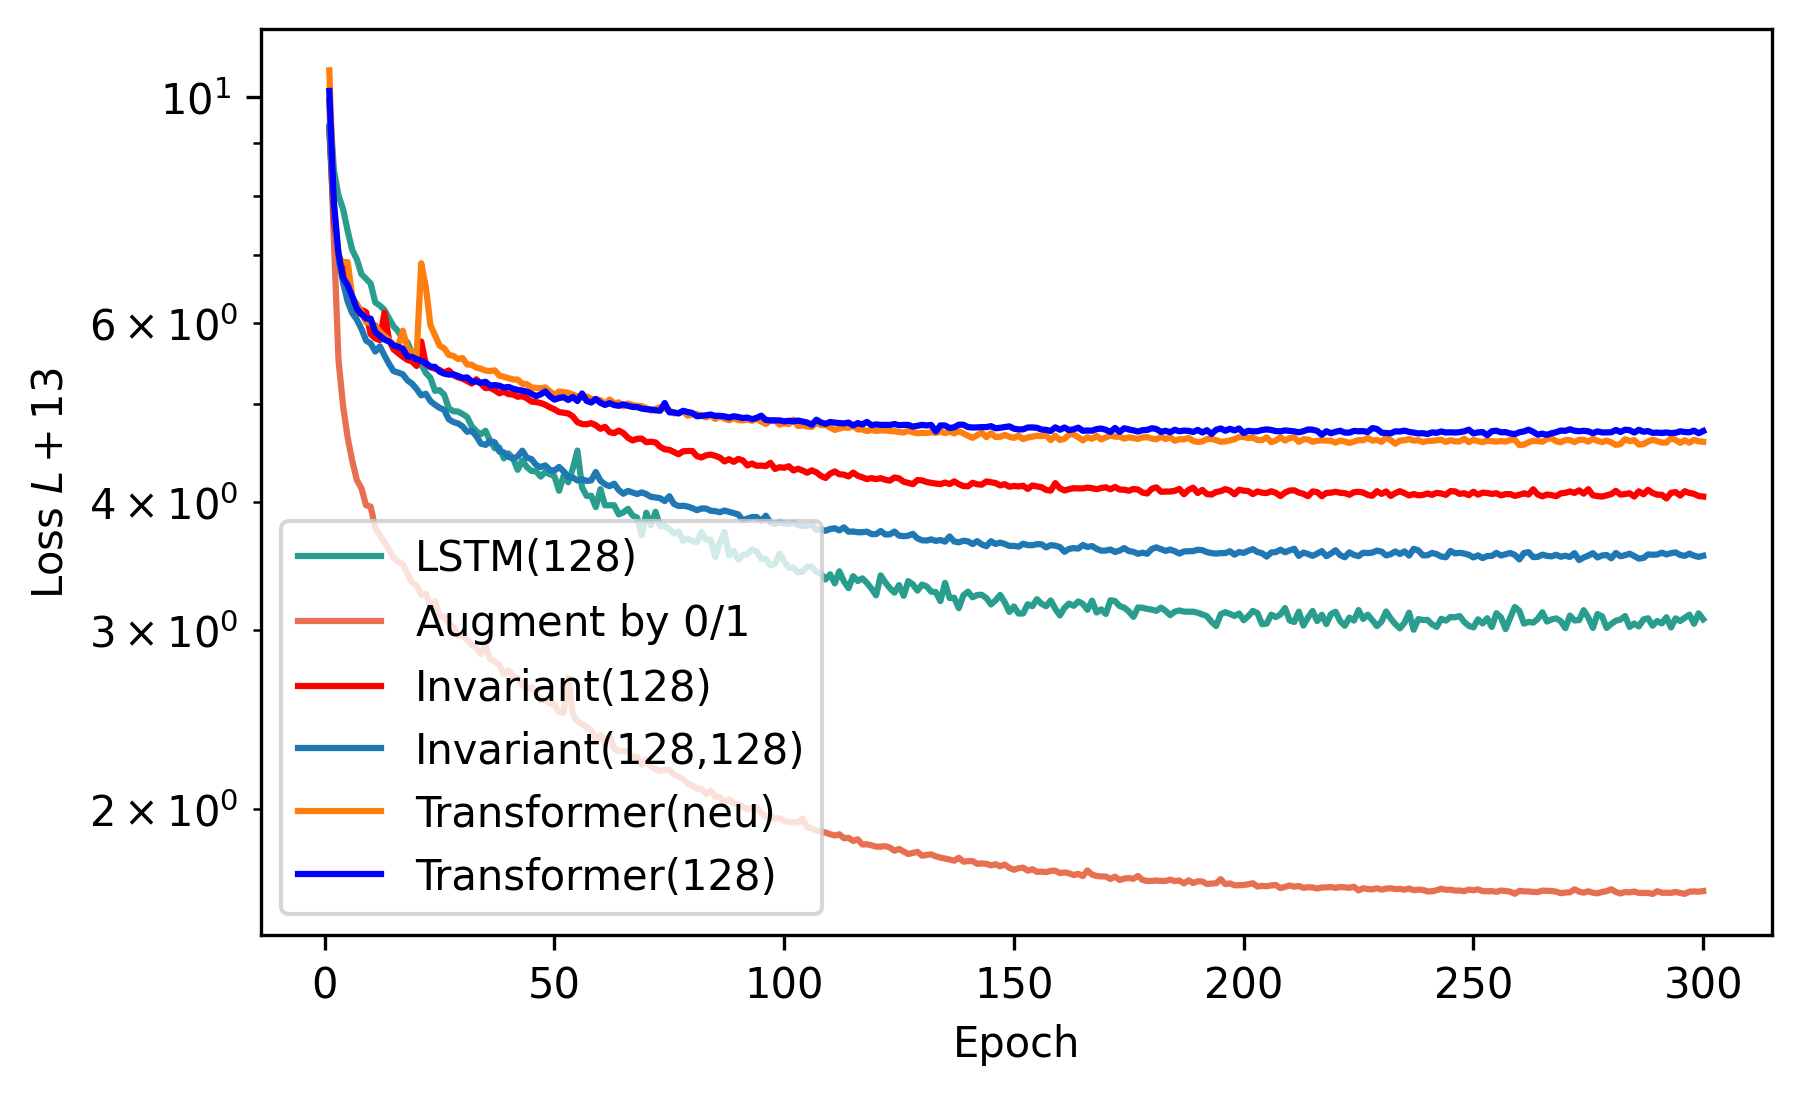 10¹
6 × 10⁰
4 × 10⁰
3 × 10⁰
2 × 10⁰
Loss L + 13
LSTM(128)
Augment by 0/1
Invariant(128)
Invariant(128,128)
Transformer(neu)
Transformer(128)
0 50 100 150 200 250 300
Epoch